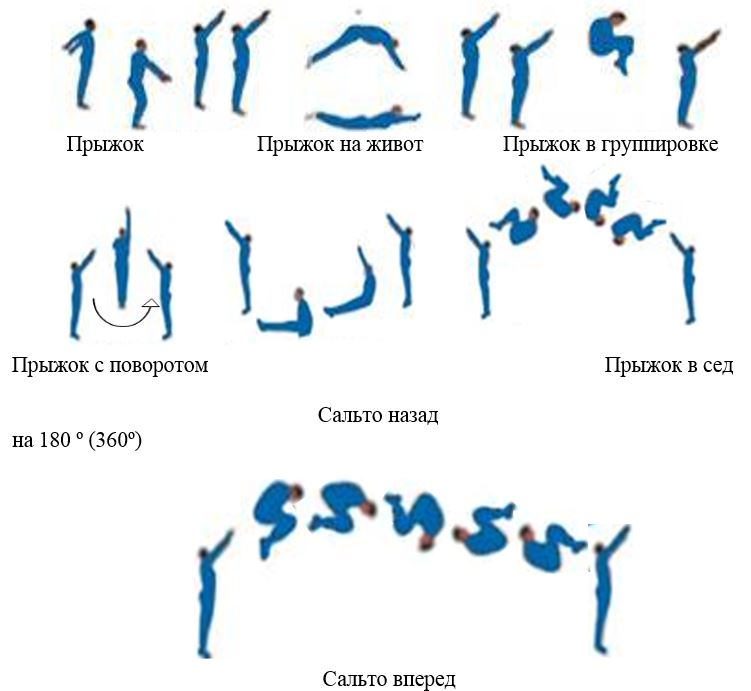 Прыжок Прыжок на живот Прыжок в группировке
Прыжок с поворотом Прыжок в сед
Сальто назад
на 180 º (360º)
Сальто вперед